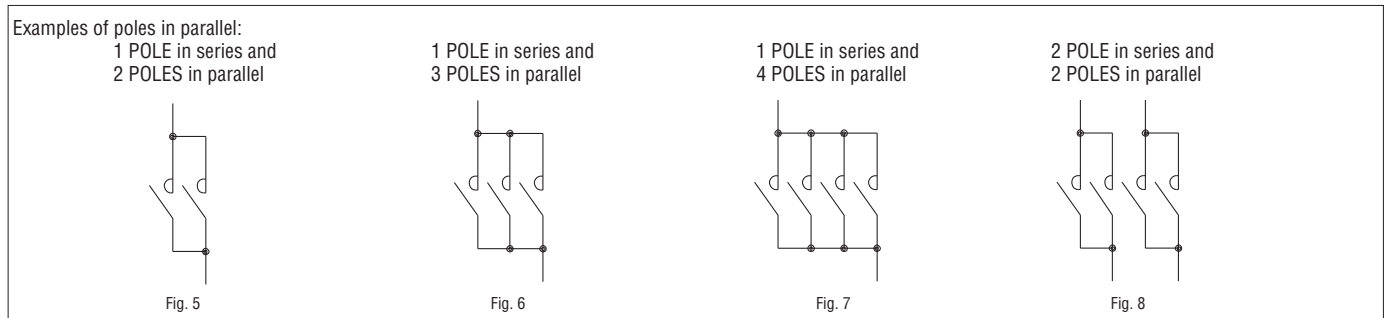 Examples of poles in parallel:
1 POLE in series and
2 POLES in parallel
1 POLE in series and
3 POLES in parallel
1 POLE in series and
4 POLES in parallel
2 POLE in series and
2 POLES in parallel
Fig. 5
Fig. 6
Fig. 7
Fig. 8